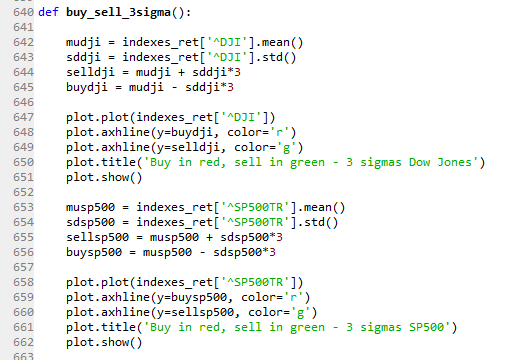 640 def buy_sell_3sigma():
641
642     mudji = indexes_ret['^DJI'].mean()
643     sddji = indexes_ret['^DJI'].std()
644     selldji = mudji + sddji*3
645     buydji = mudji - sddji*3
646
647     plot.plot(indexes_ret['^DJI'])
648     plot.axhline(y=buydji, color='r')
649     plot.axhline(y=selldji, color='g')
650     plot.title('Buy in red, sell in green - 3 sigmas Dow Jones')
651     plot.show()
652
653     musp500 = indexes_ret['^SP500TR'].mean()
654     sdsp500 = indexes_ret['^SP500TR'].std()
655     sellsp500 = musp500 + sdsp500*3
656     buysp500 = musp500 - sdsp500*3
657
658     plot.plot(indexes_ret['^SP500TR'])
659     plot.axhline(y=buysp500, color='r')
660     plot.axhline(y=sellsp500, color='g')
661     plot.title('Buy in red, sell in green - 3 sigmas SP500')
662     plot.show()
663